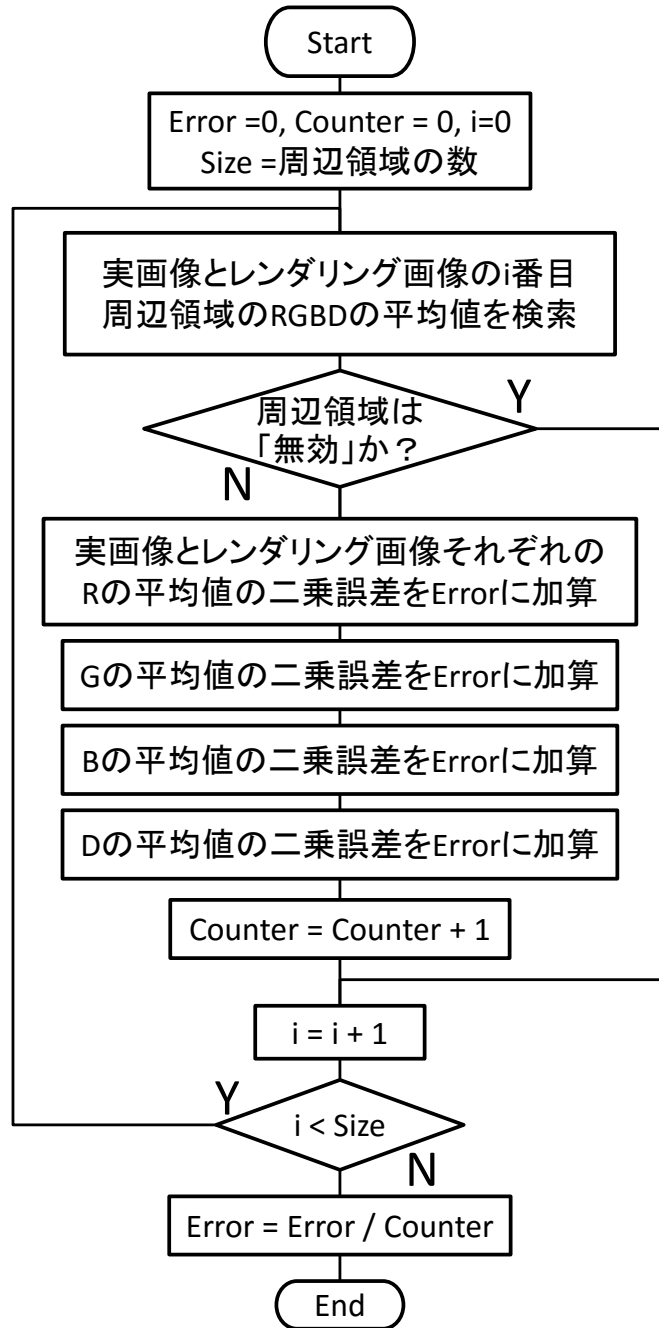 Start
Error =0, Counter = 0, i=0
Size =周辺領域の数
実画像とレンダリング画像のi番目
周辺領域のRGBDの平均値を検索
周辺領域は
「無効」か？
Y
N
実画像とレンダリング画像それぞれの
Rの平均値の二乗誤差をErrorに加算
Gの平均値の二乗誤差をErrorに加算
Bの平均値の二乗誤差をErrorに加算
Dの平均値の二乗誤差をErrorに加算
Counter = Counter + 1
i = i + 1
Y
i < Size
N
Error = Error / Counter
End